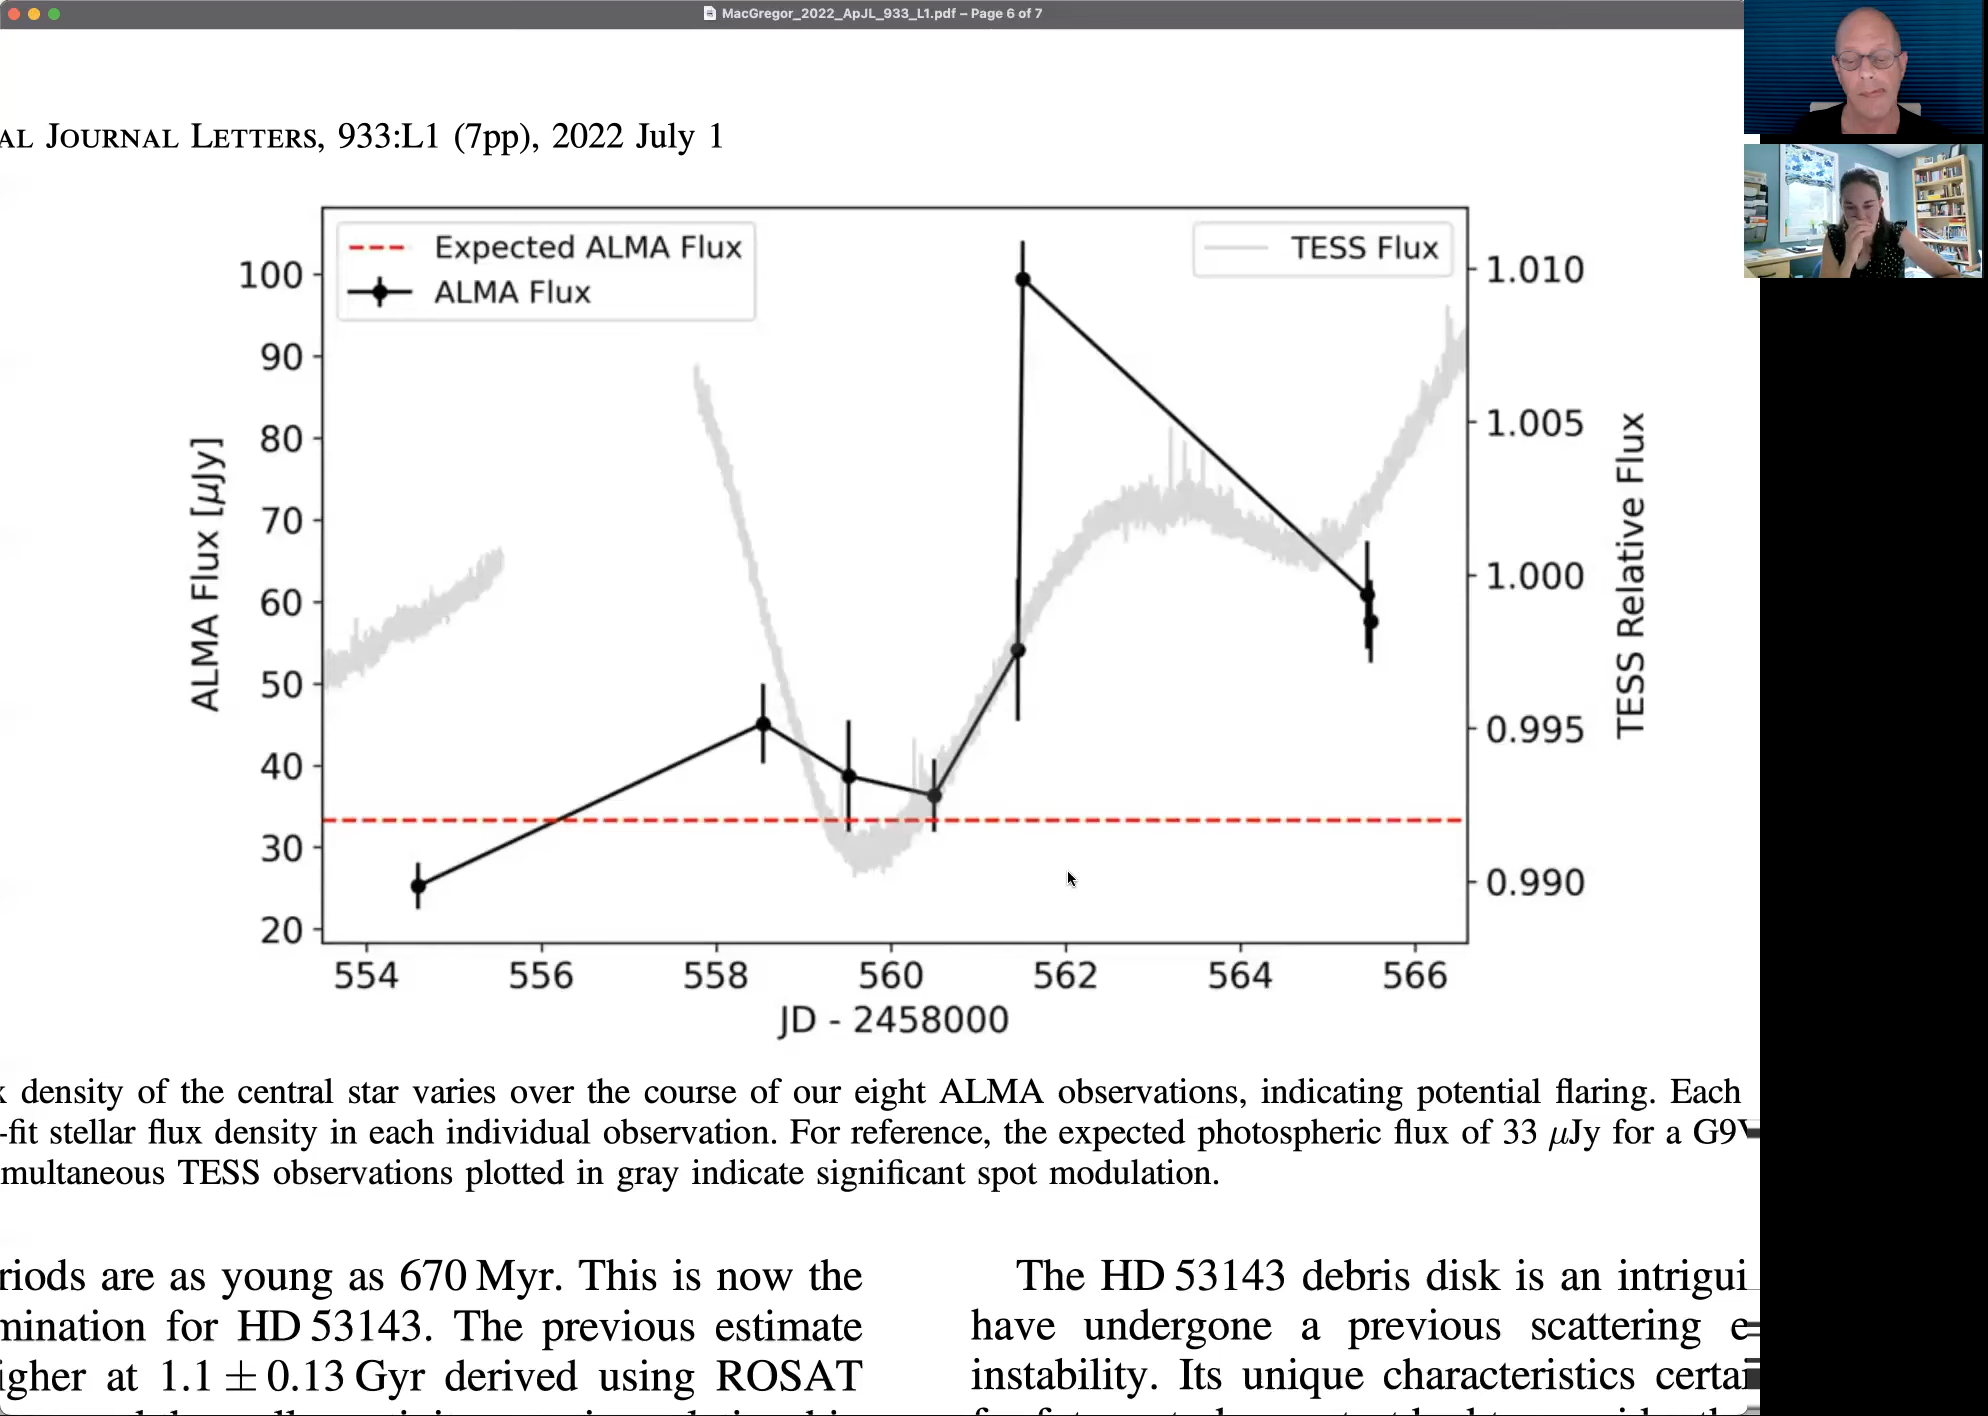 MacGregor_2022_ApJL_933_L1.pdf – Page 6 of 7
AL JOURNAL LETTERS, 933:L1 (7pp), 2022 July 1
Expected ALMA Flux
ALMA Flux
TESS Flux
100
90
80
70
60
50
40
30
20
ALMA Flux [μJy]
1.010
1.005
1.000
0.995
0.990
TESS Relative Flux
554 556 558 560 562 564 566
JD - 2458000
density of the central star varies over the course of our eight ALMA observations, indicating potential flaring. Each
-fit stellar flux density in each individual observation. For reference, the expected photospheric flux of 33 μJy for a G9V
multaneous TESS observations plotted in gray indicate significant spot modulation.
riods are as young as 670 Myr. This is now the
mination for HD 53143. The previous estimate
igher at 1.1 ± 0.13 Gyr derived using ROSAT
The HD 53143 debris disk is an intrigui
have undergone a previous scattering e
instability. Its unique characteristics certai